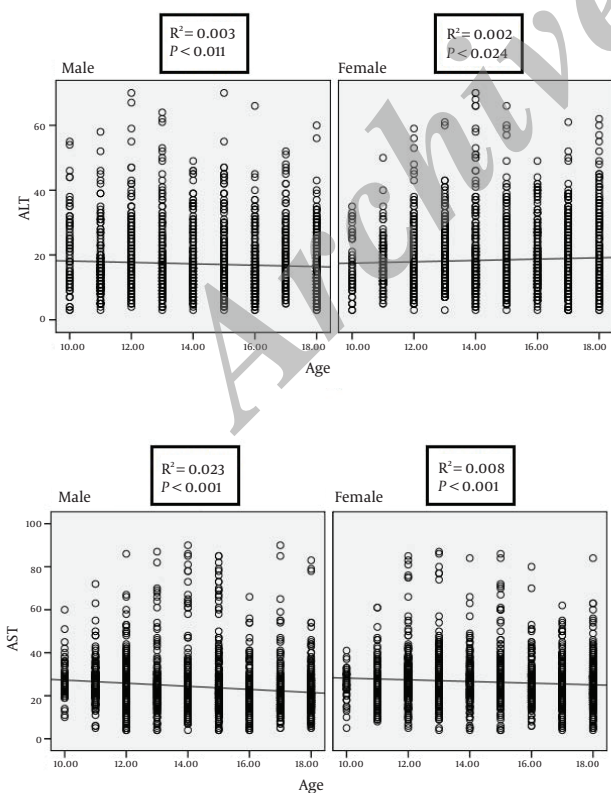 R² = 0.003
P < 0.011
R² = 0.002
P < 0.024
Male
Female
60
40
20
0
ALT
10.00 12.00 14.00 16.00 18.00 10.00 12.00 14.00 16.00 18.00
Age
Archive
R² = 0.023
P < 0.001
R² = 0.008
P < 0.001
Male
Female
100
80
60
40
20
0
AST
10.00 12.00 14.00 16.00 18.00 10.00 12.00 14.00 16.00 18.00
Age